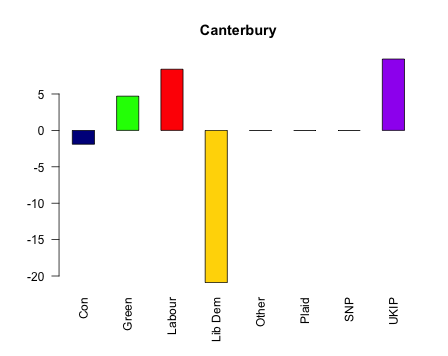 Canterbury
5
0
-5
-10
-15
-20
Con
Green
Labour
Lib Dem
Other
Plaid
SNP
UKIP